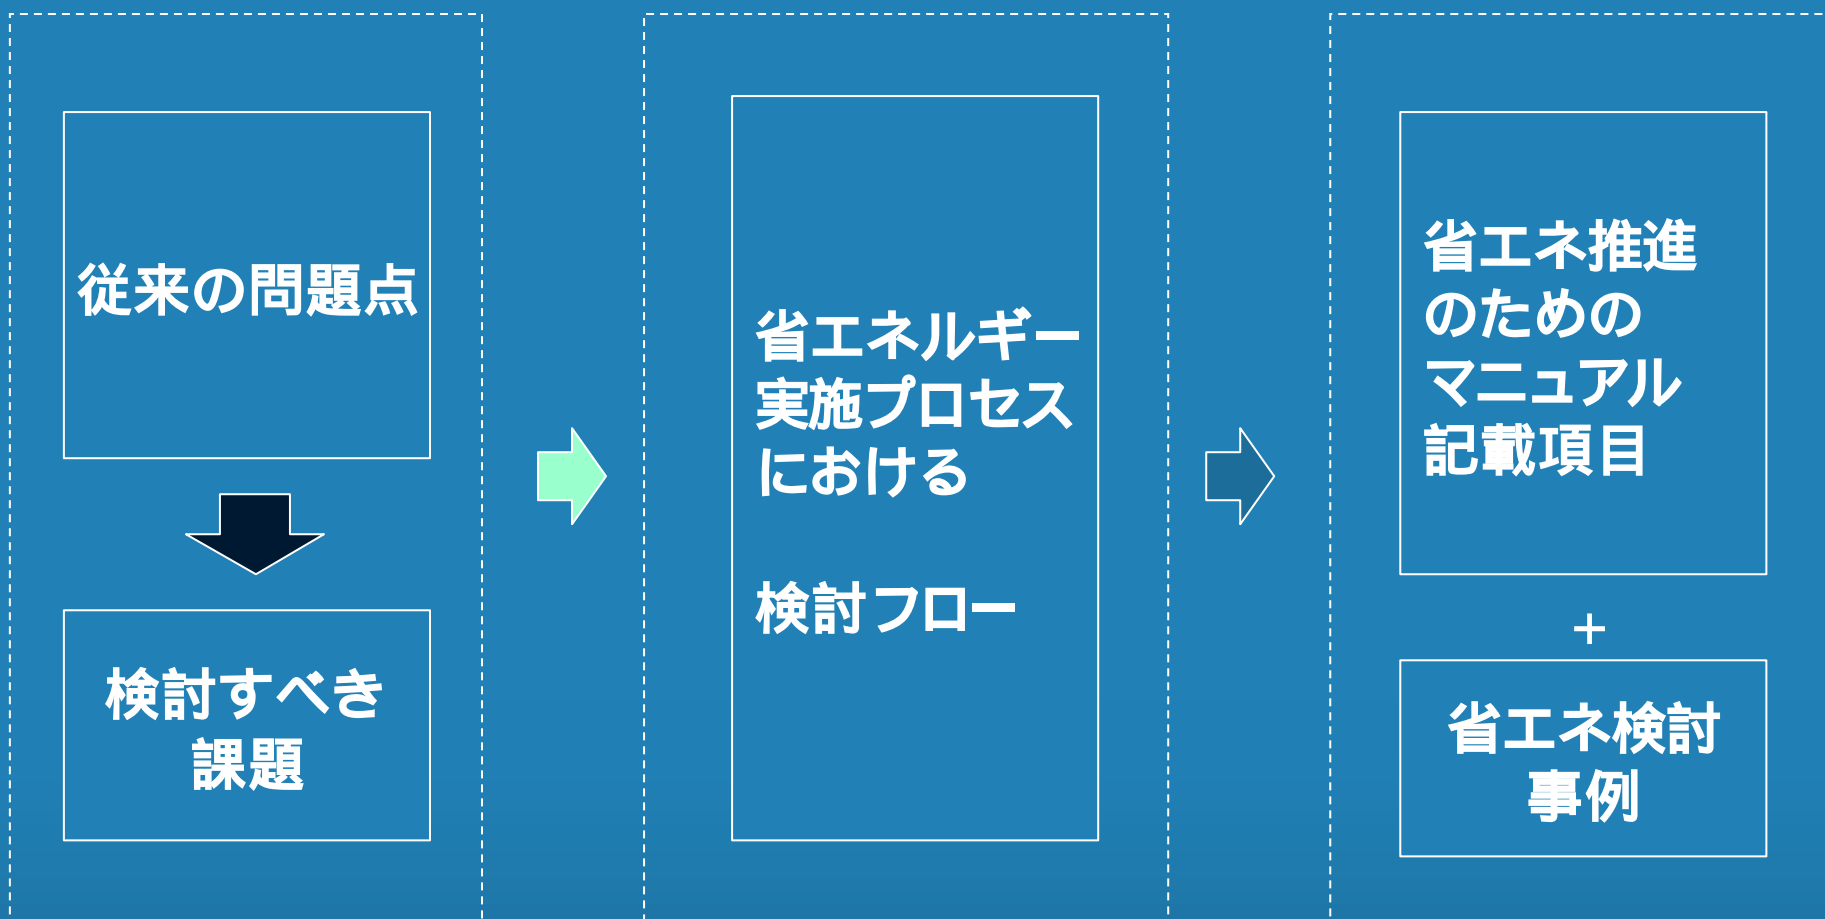 従来の問題点
検討すべき
課題
省エネルギー
実施プロセス
における
検討フロー
省エネ推進
のための
マニュアル
記載項目
+
省エネ検討
事例